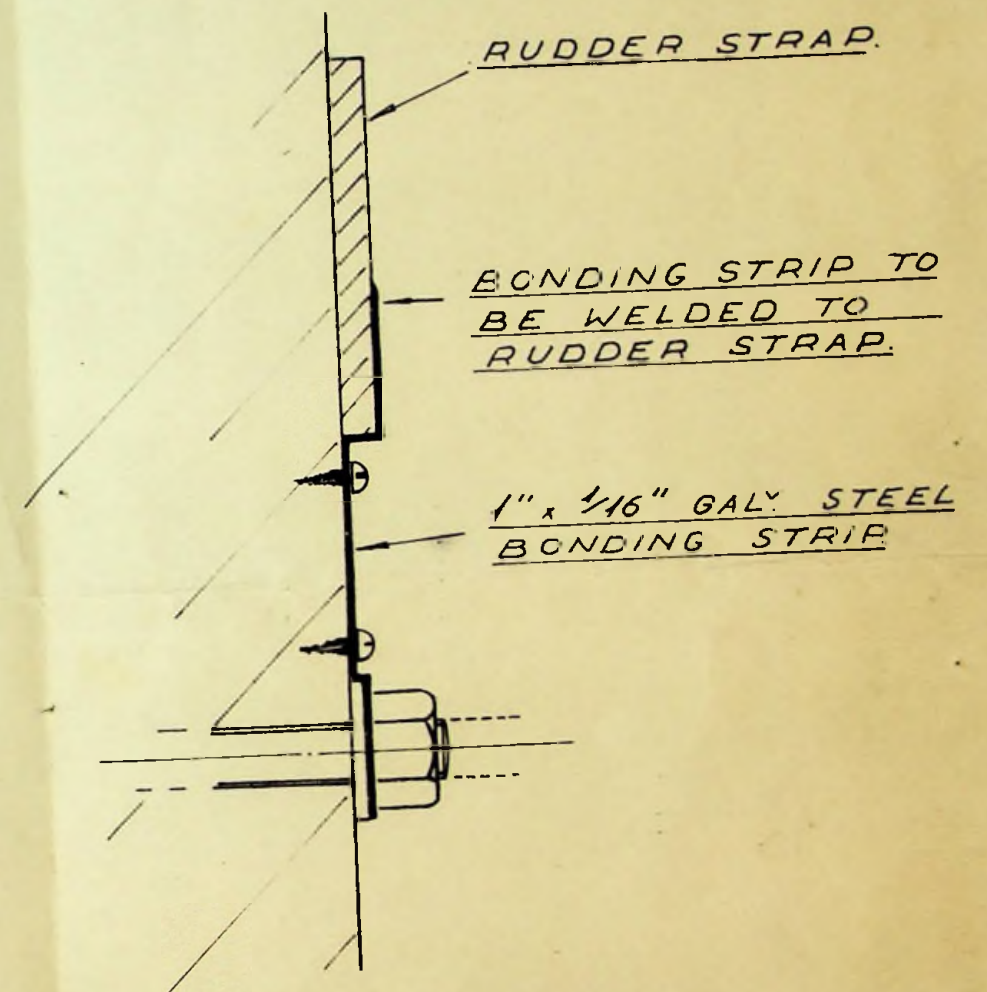 RUDDER STRAP.
BONDING STRIP TO
BE WELDED TO
RUDDER STRAP.
1" x 1/16" GALV. STEEL
BONDING STRIP